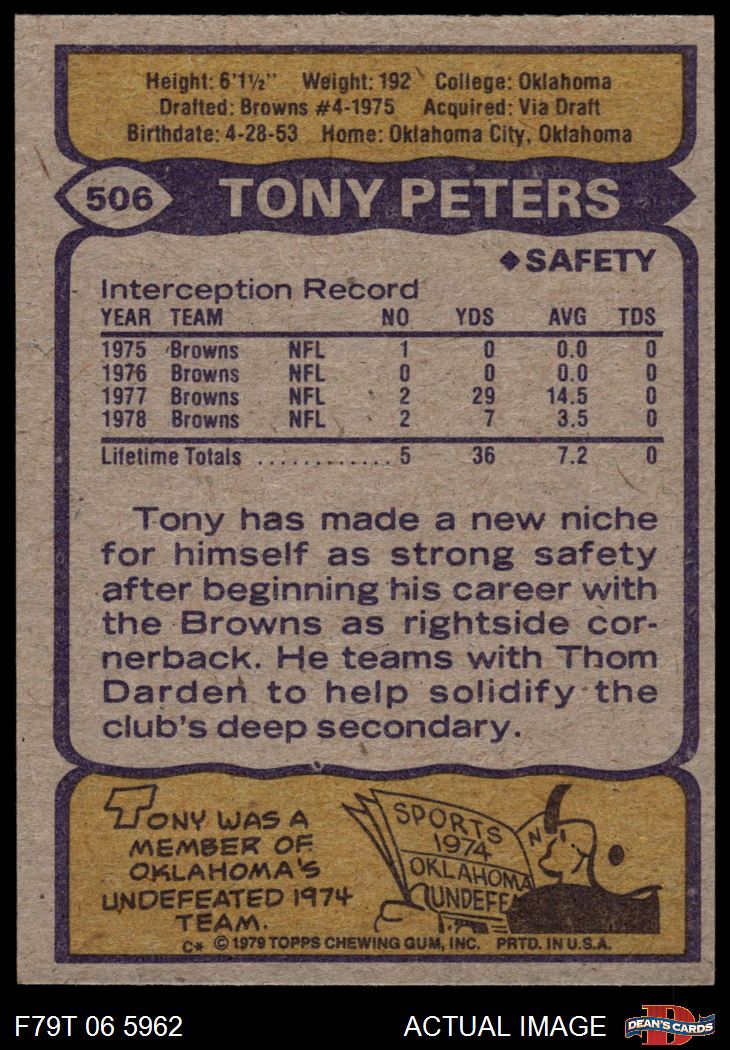 Height: 6'1½" Weight: 192 College: Oklahoma
Drafted: Browns #4-1975 Acquired: Via Draft
Birthdate: 4-28-53 Home: Oklahoma City, Oklahoma
506 TONY PETERS
◆SAFETY
Interception Record
YEAR TEAM NO YDS AVG TDS
1975 Browns NFL 1 0 0.0 0
1976 Browns NFL 0 0 0.0 0
1977 Browns NFL 2 29 14.5 0
1978 Browns NFL 2 7 3.5 0
Lifetime Totals ............ 5 36 7.2 0
Tony has made a new niche
for himself as strong safety
after beginning his career with
the Browns as rightside cor-
nerback. He teams with Thom
Darden to help solidify the
club's deep secondary.
TONY WAS A
MEMBER OF
OKLAHOMA'S
UNDEFEATED 1974
TEAM.
SPORTS
1974
OKLAHOMA
UNDEFE
N
C* © 1979 TOPPS CHEWING GUM, INC. PRTD. IN U.S.A.
F79T 06 5962 ACTUAL IMAGE
D
DEAN'S CARDS